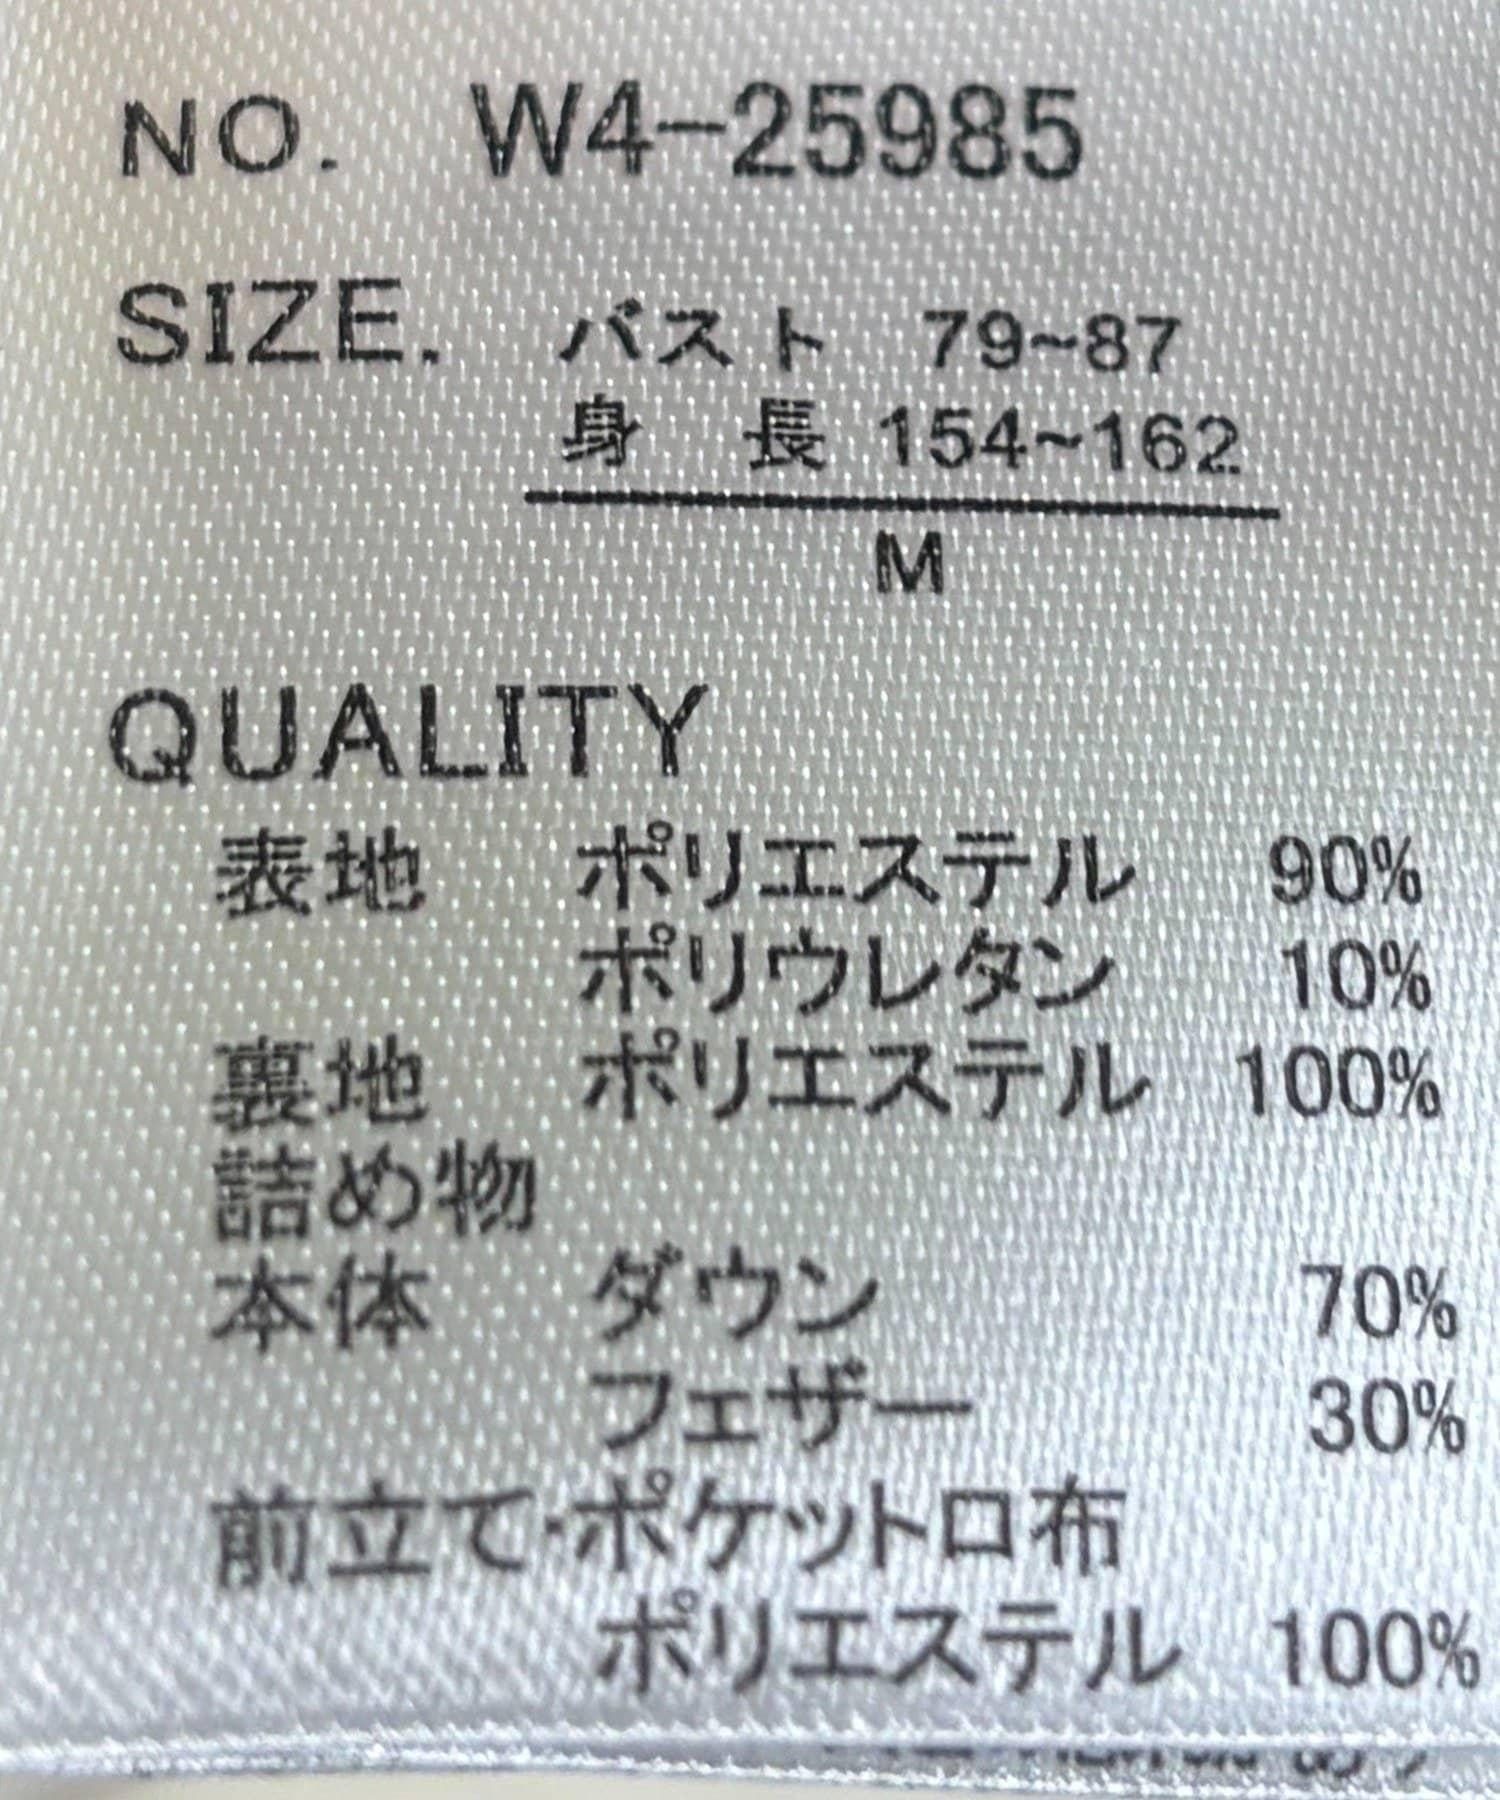 NO. W4-25985
SIZE. バスト 79~87
身長 154~162
M
QUALITY
表地 ポリエステル 90%
ポリウレタン 10%
裏地 ポリエステル 100%
詰め物
本体 ダウン 70%
フェザー 30%
前立て・ポケット口布
ポリエステル 100%